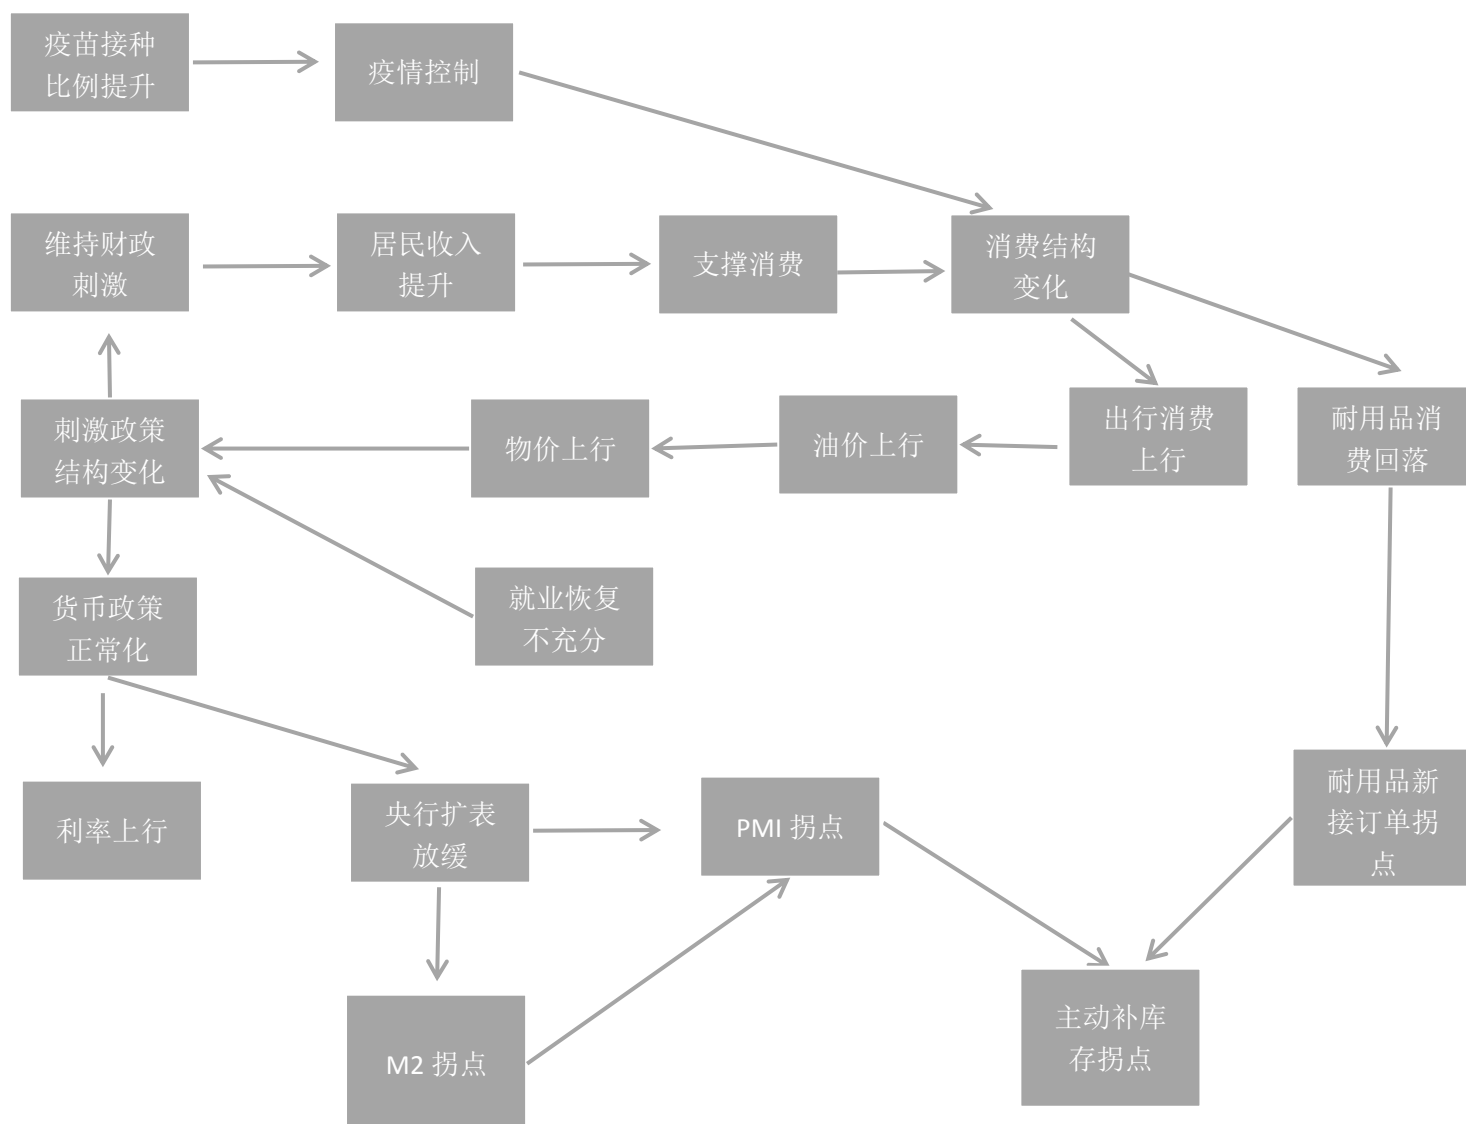 疫苗接种
比例提升
疫情控制
维持财政
刺激
居民收入
提升
支撑消费
消费结构
变化
刺激政策
结构变化
物价上行
油价上行
出行消费
上行
耐用品消
费回落
货币政策
正常化
就业恢复
不充分
利率上行
央行扩表
放缓
PMI 拐点
耐用品新
接订单拐
点
M2 拐点
主动补库
存拐点